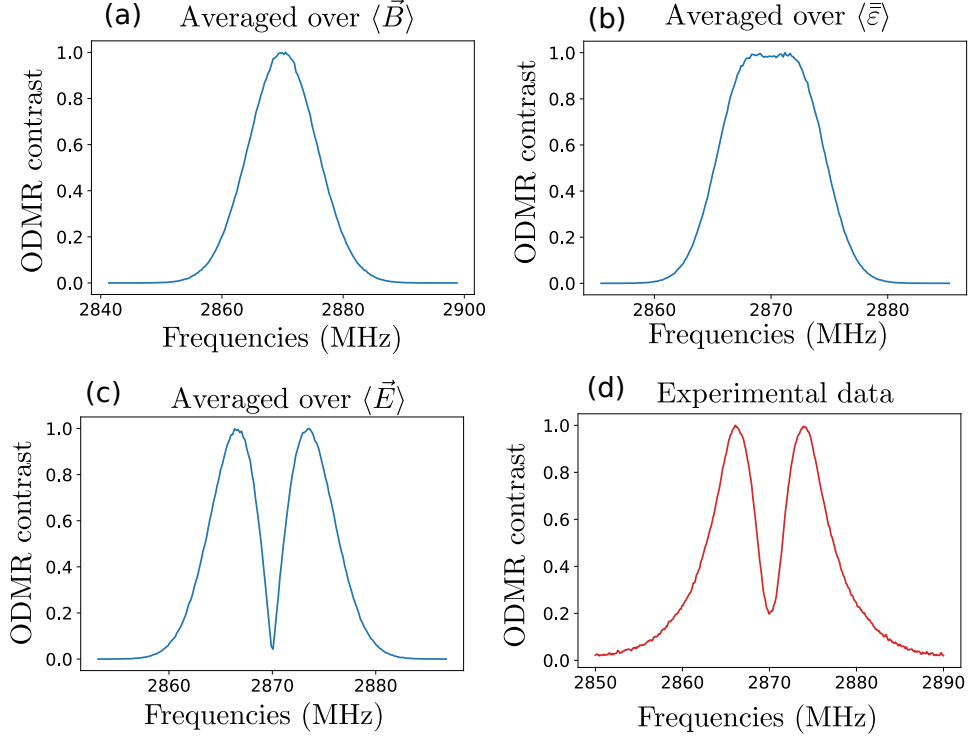 (a) Averaged over ⟨B⃗⟩
ODMR contrast
1.0
0.8
0.6
0.4
0.2
0.0
2840 2860 2880 2900
Frequencies (MHz)
(b) Averaged over ⟨ε̿⟩
ODMR contrast
1.0
0.8
0.6
0.4
0.2
0.0
2860 2870 2880
Frequencies (MHz)
(c) Averaged over ⟨E⃗⟩
ODMR contrast
1.0
0.8
0.6
0.4
0.2
0.0
2860 2870 2880
Frequencies (MHz)
(d) Experimental data
ODMR contrast
1.0
0.8
0.6
0.4
0.2
0.0
2850 2860 2870 2880 2890
Frequencies (MHz)